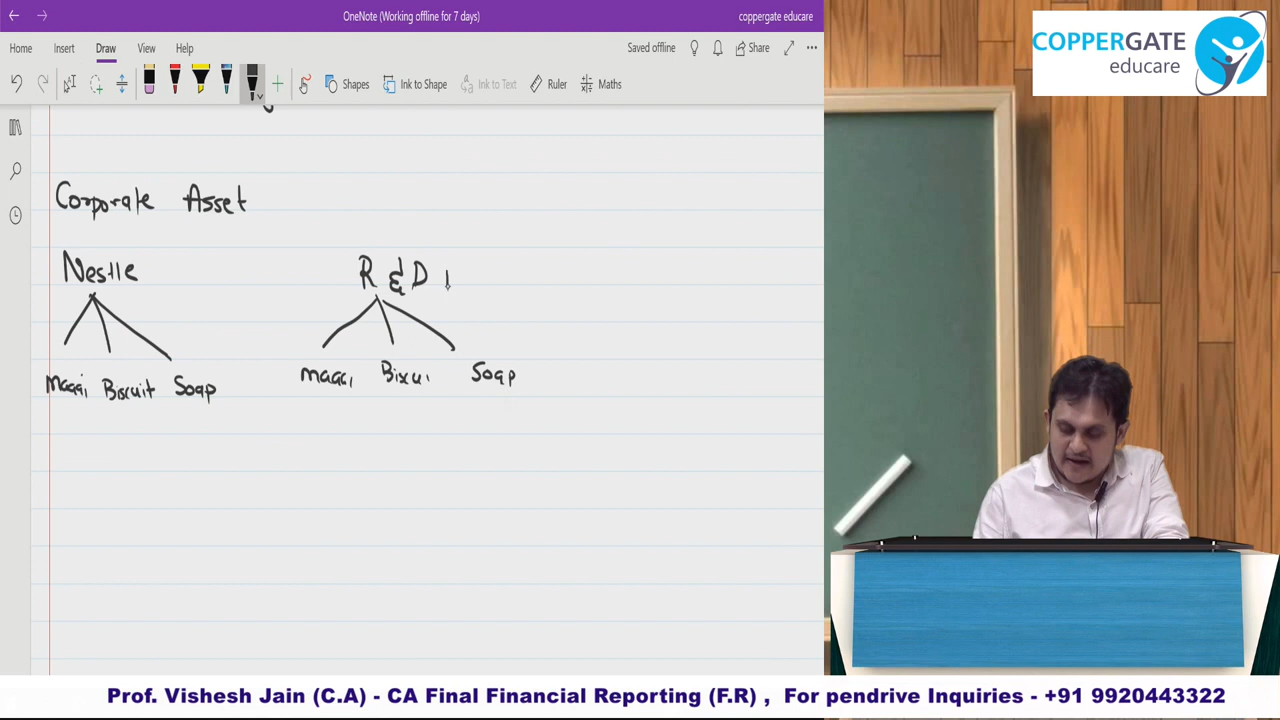 OneNote (Working offline for 7 days)
coppergate educare
Home Insert Draw View Help
Saved offline Share
Shapes Ink to Shape Ink to Text Ruler Maths
COPPERGATE
educare
Corporate Asset
Nestle
R & D
Maggi Biscuit Soap
Maggi Biscui Soap
Prof. Vishesh Jain (C.A) - CA Final Financial Reporting (F.R) , For pendrive Inquiries - +91 9920443322